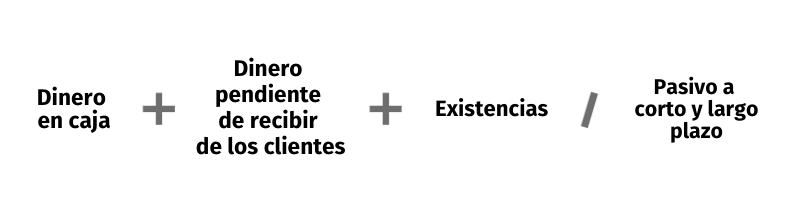 Dinero
en caja
+
Dinero
pendiente
de recibir
de los clientes
+
Existencias
/
Pasivo a
corto y largo
plazo